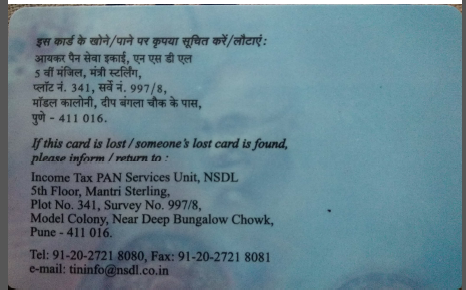 इस कार्ड के खोने/पाने पर कृपया सूचित करें/लौटाएं :
आयकर पैन सेवा इकाई, एन एस डी एल
5 वीं मंजिल, मंत्री स्टर्लिंग,
प्लॉट नं. 341, सर्वे नं. 997/8,
मॉडल कालोनी, दीप बंगला चौक के पास,
पुणे - 411 016.
If this card is lost / someone's lost card is found,
please inform / return to :
Income Tax PAN Services Unit, NSDL
5th Floor, Mantri Sterling,
Plot No. 341, Survey No. 997/8,
Model Colony, Near Deep Bungalow Chowk,
Pune - 411 016.
Tel: 91-20-2721 8080, Fax: 91-20-2721 8081
e-mail: tininfo@nsdl.co.in